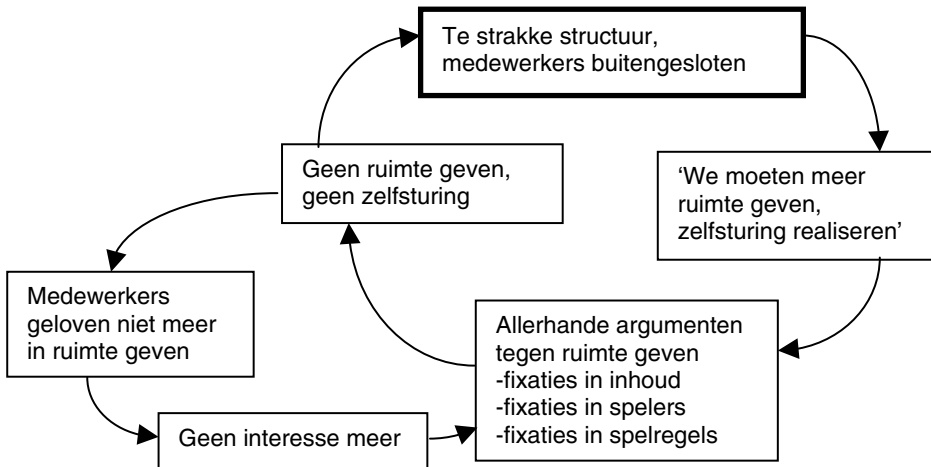 Te strakke structuur,
medewerkers buitengesloten
Geen ruimte geven,
geen zelfsturing
‘We moeten meer
ruimte geven,
zelfsturing realiseren’
Medewerkers
geloven niet meer
in ruimte geven
Allerhande argumenten
tegen ruimte geven
-fixaties in inhoud
-fixaties in spelers
-fixaties in spelregels
Geen interesse meer